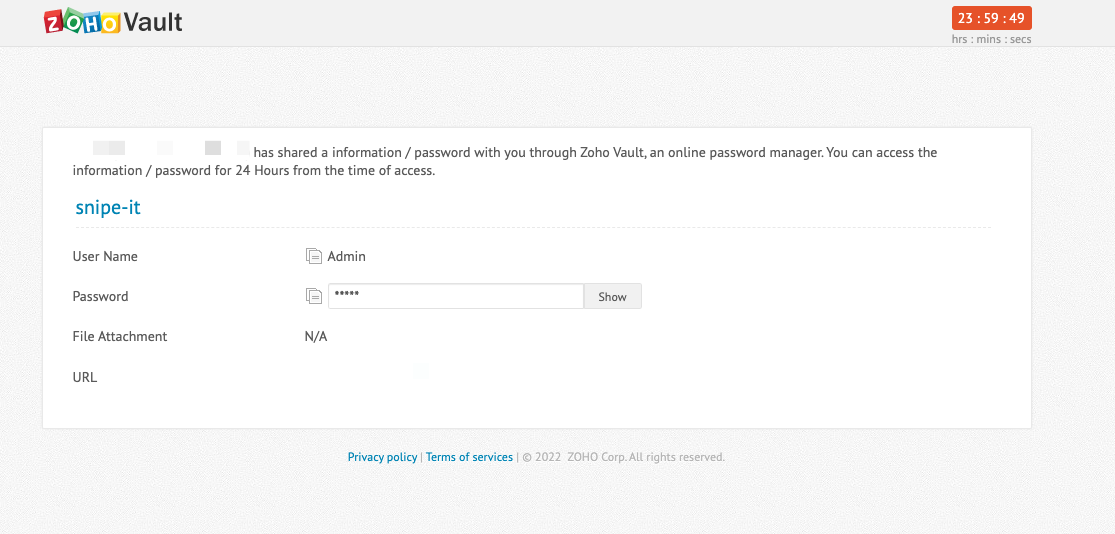 ZOHO Vault
23 : 59 : 49
hrs : mins : secs
has shared a information / password with you through Zoho Vault, an online password manager. You can access the
information / password for 24 Hours from the time of access.
snipe-it
User Name Admin
Password ***** Show
File Attachment N/A
URL
Privacy policy | Terms of services | © 2022 ZOHO Corp. All rights reserved.